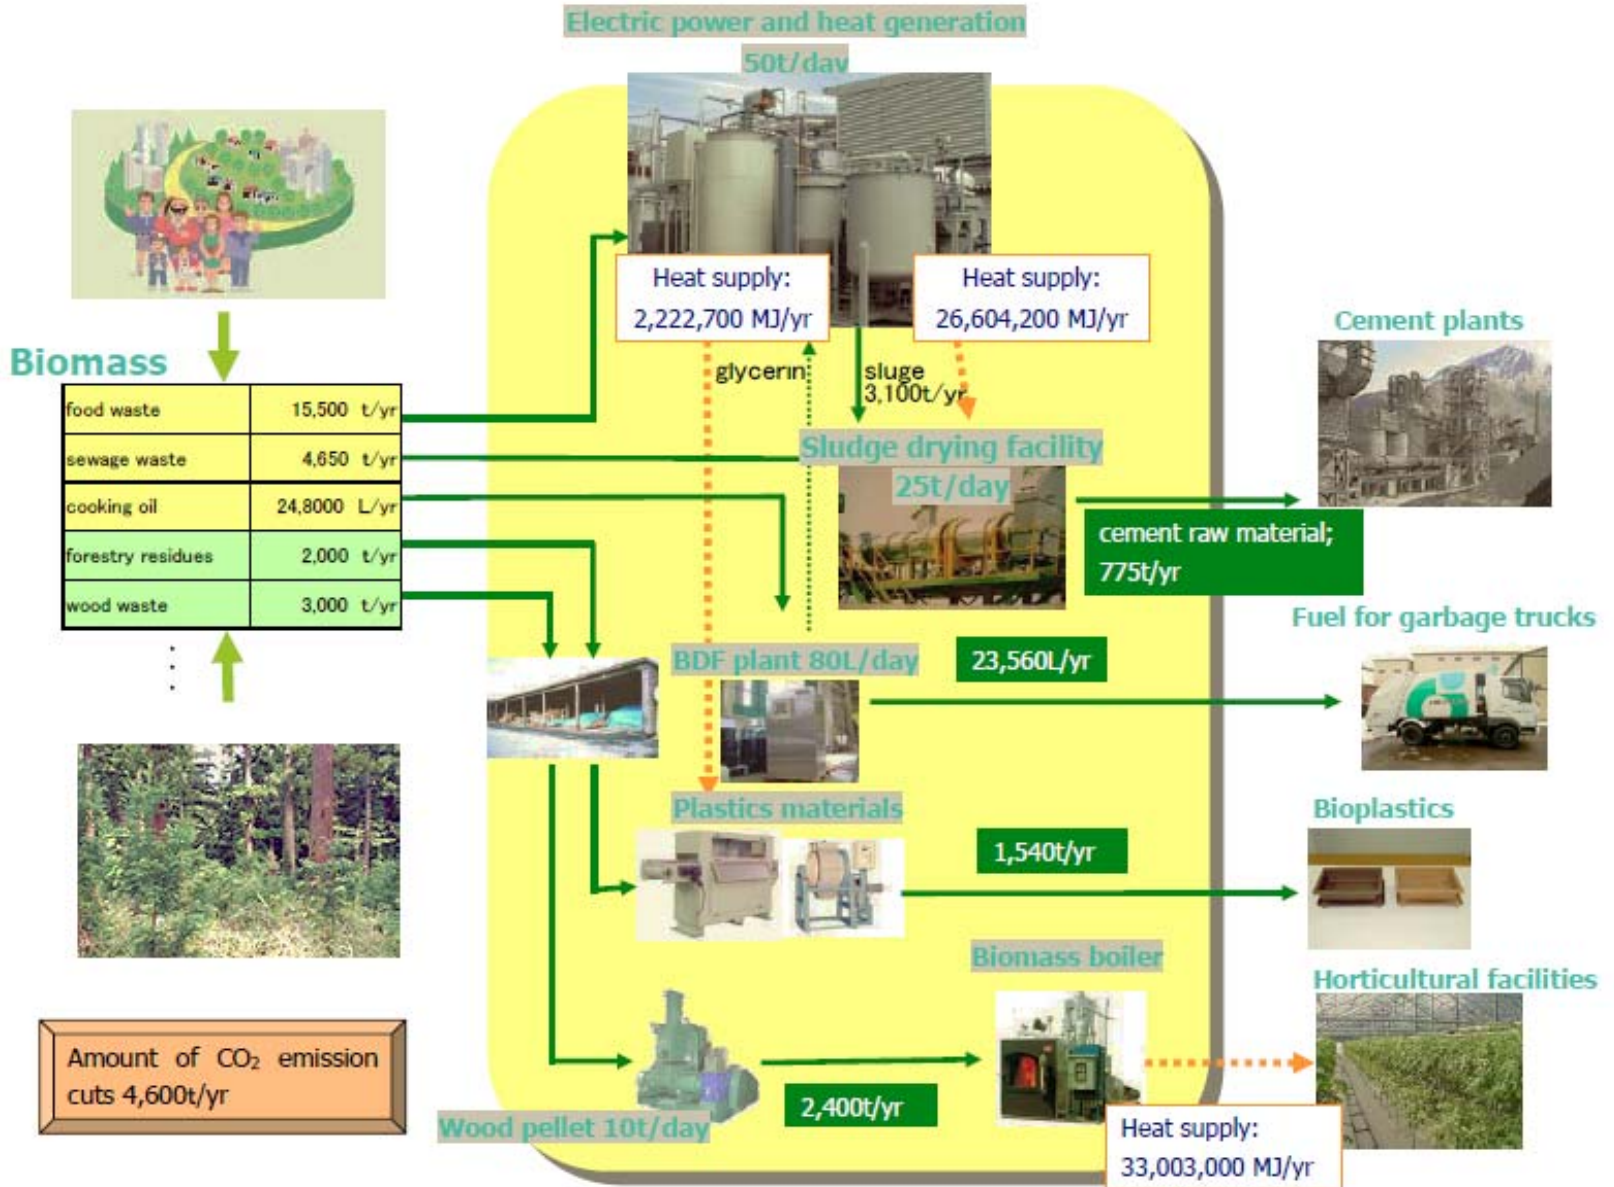 Electric power and heat generation
50t/day
Heat supply:
2,222,700 MJ/yr
Heat supply:
26,604,200 MJ/yr
Biomass
food waste 15,500 t/yr
sewage waste 4,650 t/yr
cooking oil 24,8000 L/yr
forestry residues 2,000 t/yr
wood waste 3,000 t/yr
glycerin
sluge
3,100t/yr
Sludge drying facility
25t/day
Cement plants
cement raw material;
775t/yr
BDF plant 80L/day
23,560L/yr
Fuel for garbage trucks
Plastics materials
1,540t/yr
Bioplastics
Biomass boiler
Horticultural facilities
Wood pellet 10t/day
2,400t/yr
Heat supply:
33,003,000 MJ/yr
Amount of CO₂ emission
cuts 4,600t/yr